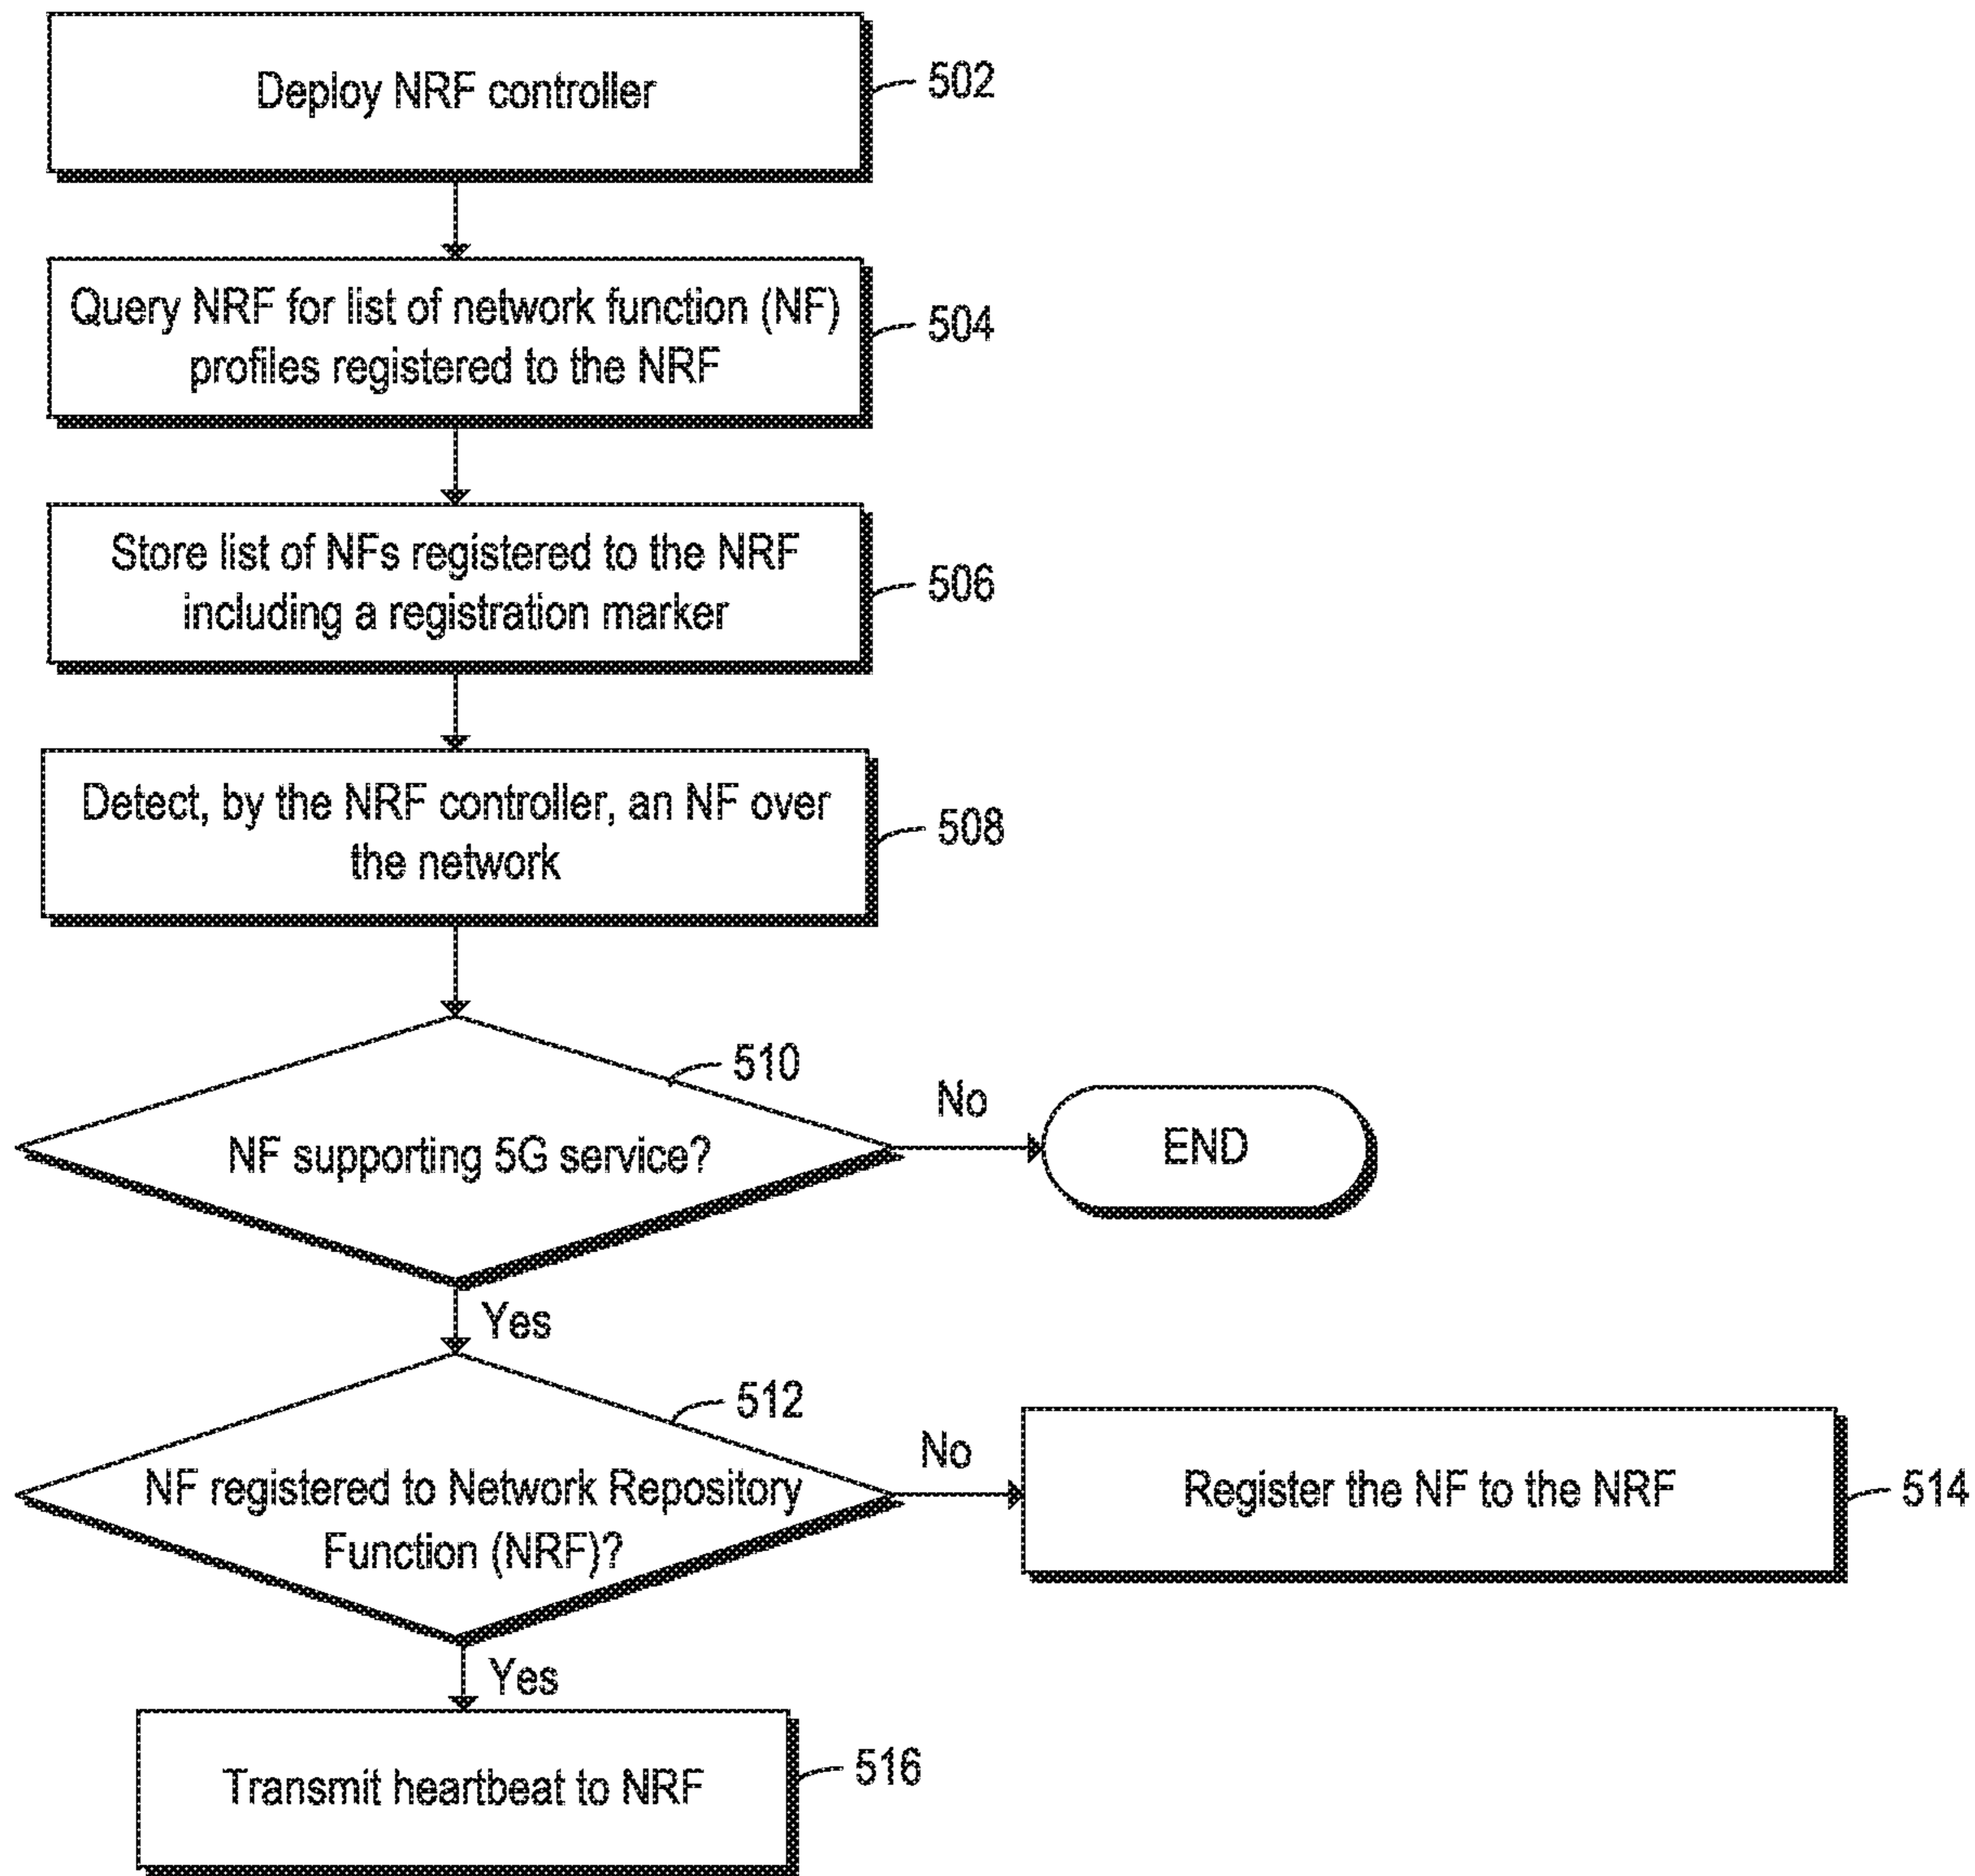 Deploy NRF controller
502
Query NRF for list of network function (NF)
profiles registered to the NRF
504
Store list of NFs registered to the NRF
including a registration marker
506
Detect, by the NRF controller, an NF over
the network
508
510
NF supporting 5G service?
No
END
Yes
512
NF registered to Network Repository
Function (NRF)?
No
Register the NF to the NRF
514
Yes
Transmit heartbeat to NRF
516